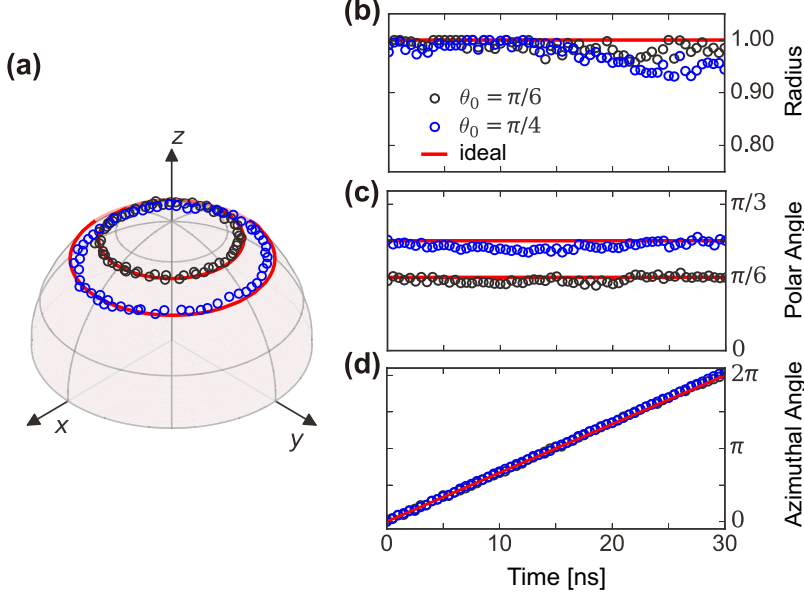 (a)
z
x
y
(b)
1.00
0.90
0.80
Radius
θ₀ = π/6
θ₀ = π/4
ideal
(c)
π/3
π/6
0
Polar Angle
(d)
2π
π
0
Azimuthal Angle
0 10 20 30
Time [ns]